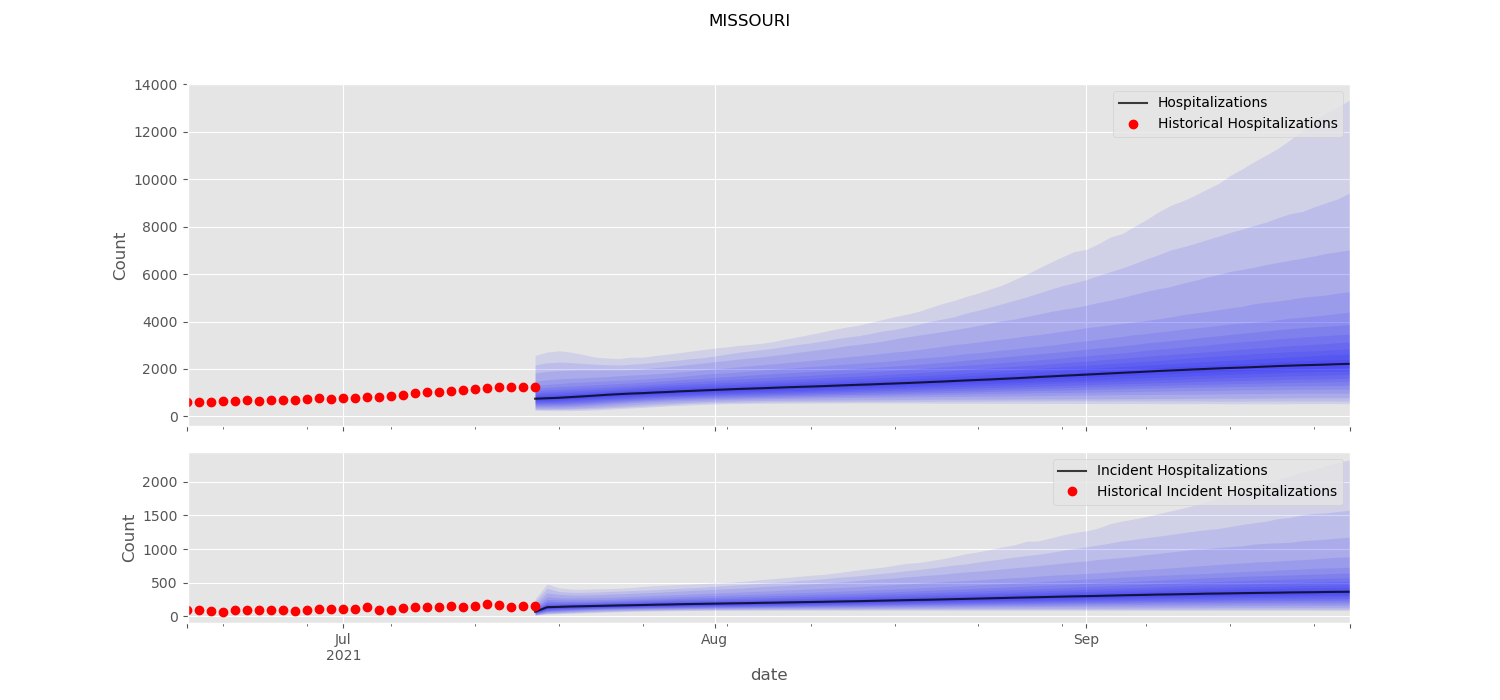 MISSOURI
14000
12000
10000
8000
6000
4000
2000
0
Count
Hospitalizations
Historical Hospitalizations
2000
1500
1000
500
0
Count
Incident Hospitalizations
Historical Incident Hospitalizations
Jul
2021
Aug
Sep
date